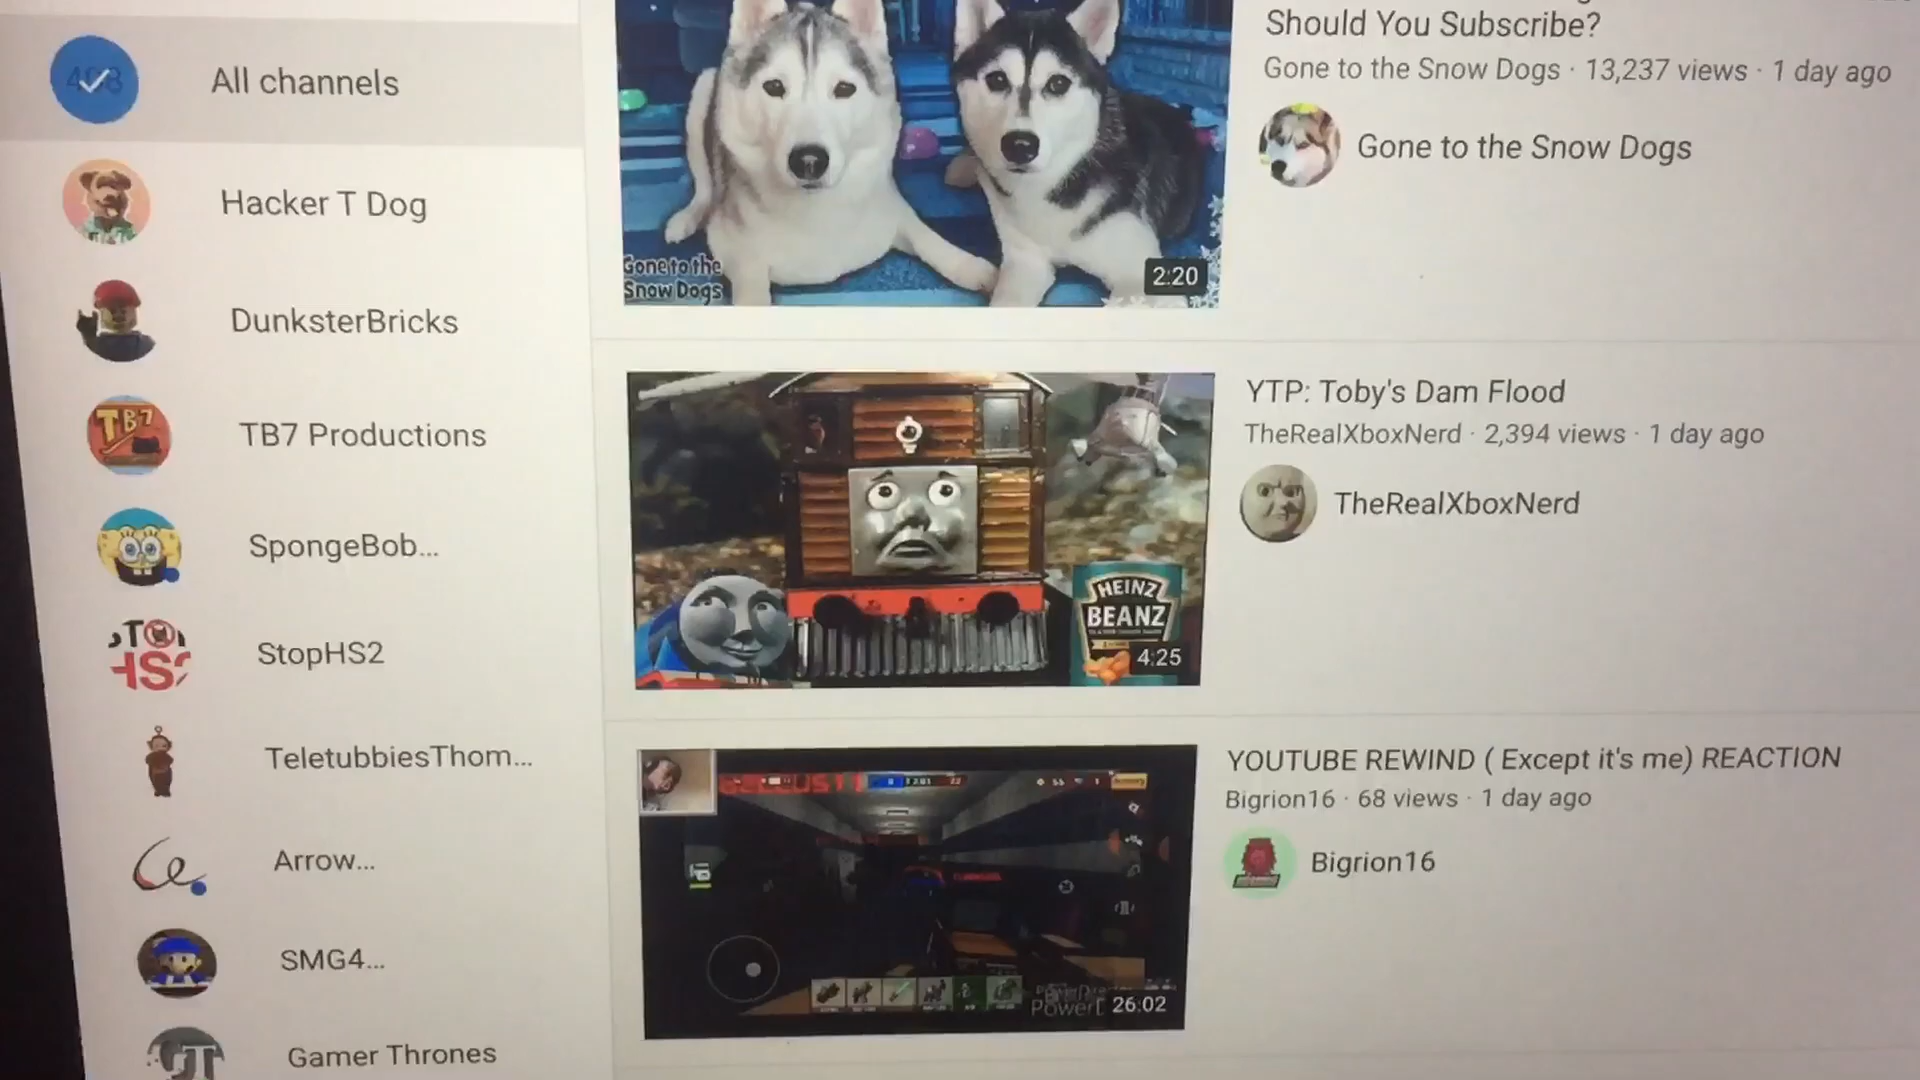 All channels
Hacker T Dog
DunksterBricks
TB7 Productions
SpongeBob...
StopHS2
TeletubbiesThom...
Arrow...
SMG4...
Gamer Thrones
Should You Subscribe?
Gone to the Snow Dogs · 13,237 views · 1 day ago
Gone to the Snow Dogs
Gone to the
Snow Dogs
2:20
YTP: Toby's Dam Flood
TheRealXboxNerd · 2,394 views · 1 day ago
TheRealXboxNerd
HEINZ
BEANZ
4:25
YOUTUBE REWIND ( Except it's me) REACTION
Bigrion16 · 68 views · 1 day ago
Bigrion16
26:02
TB7